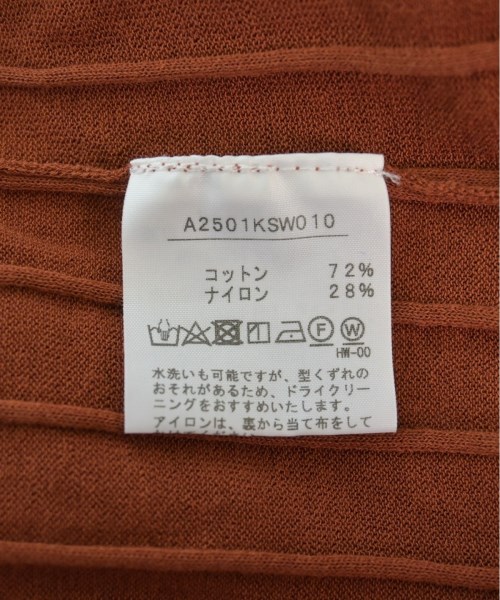 A2501KSW010
コットン 72%
ナイロン 28%
F W
HW-00
水洗いも可能ですが、型くずれの
おそれがあるため、ドライクリー
ニングをおすすめいたします。
アイロンは、裏から当て布をして